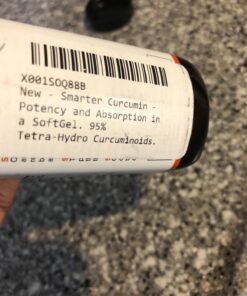 X001SOQ8BB
New - Smarter Curcumin -
Potency and Absorption in
a SoftGel. 95%
Tetra-Hydro Curcuminoids.